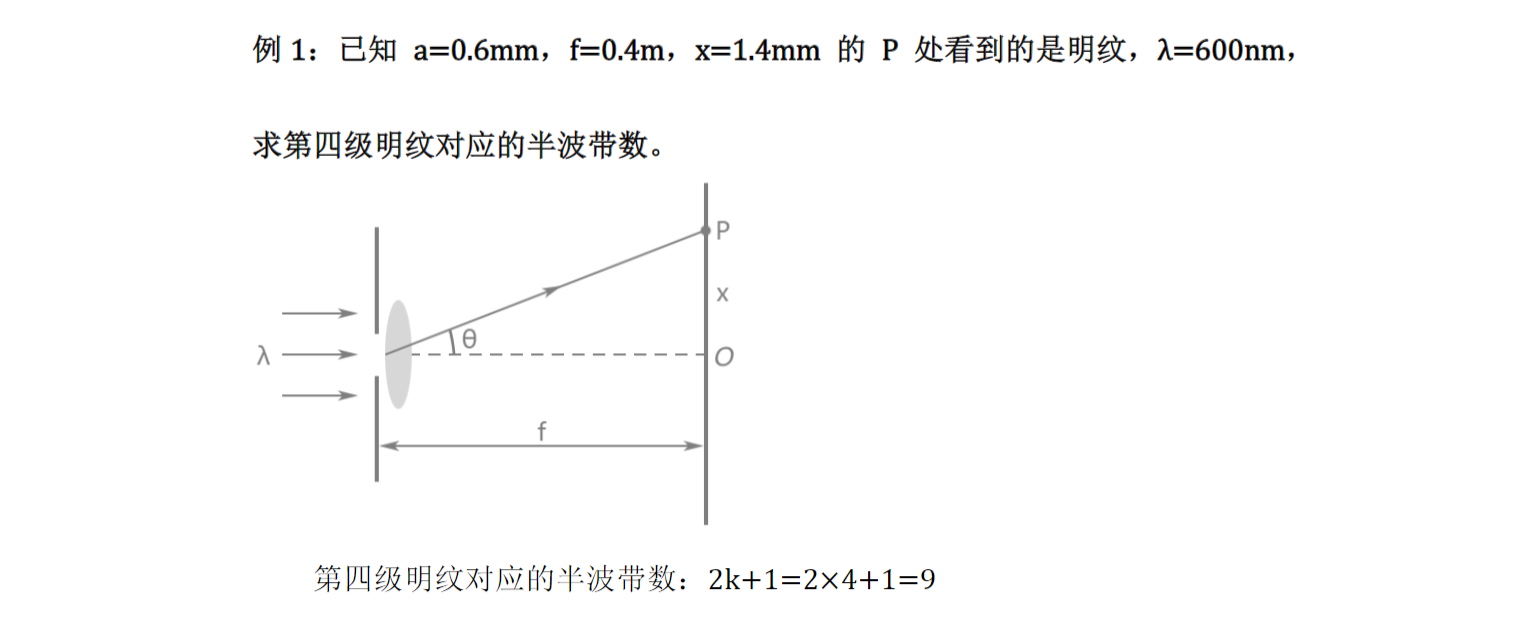 例1：已知 a=0.6mm，f=0.4m，x=1.4mm 的 P 处看到的是明纹，λ=600nm，
求第四级明纹对应的半波带数。
P
x
θ
λ
O
f
第四级明纹对应的半波带数：2k+1=2×4+1=9